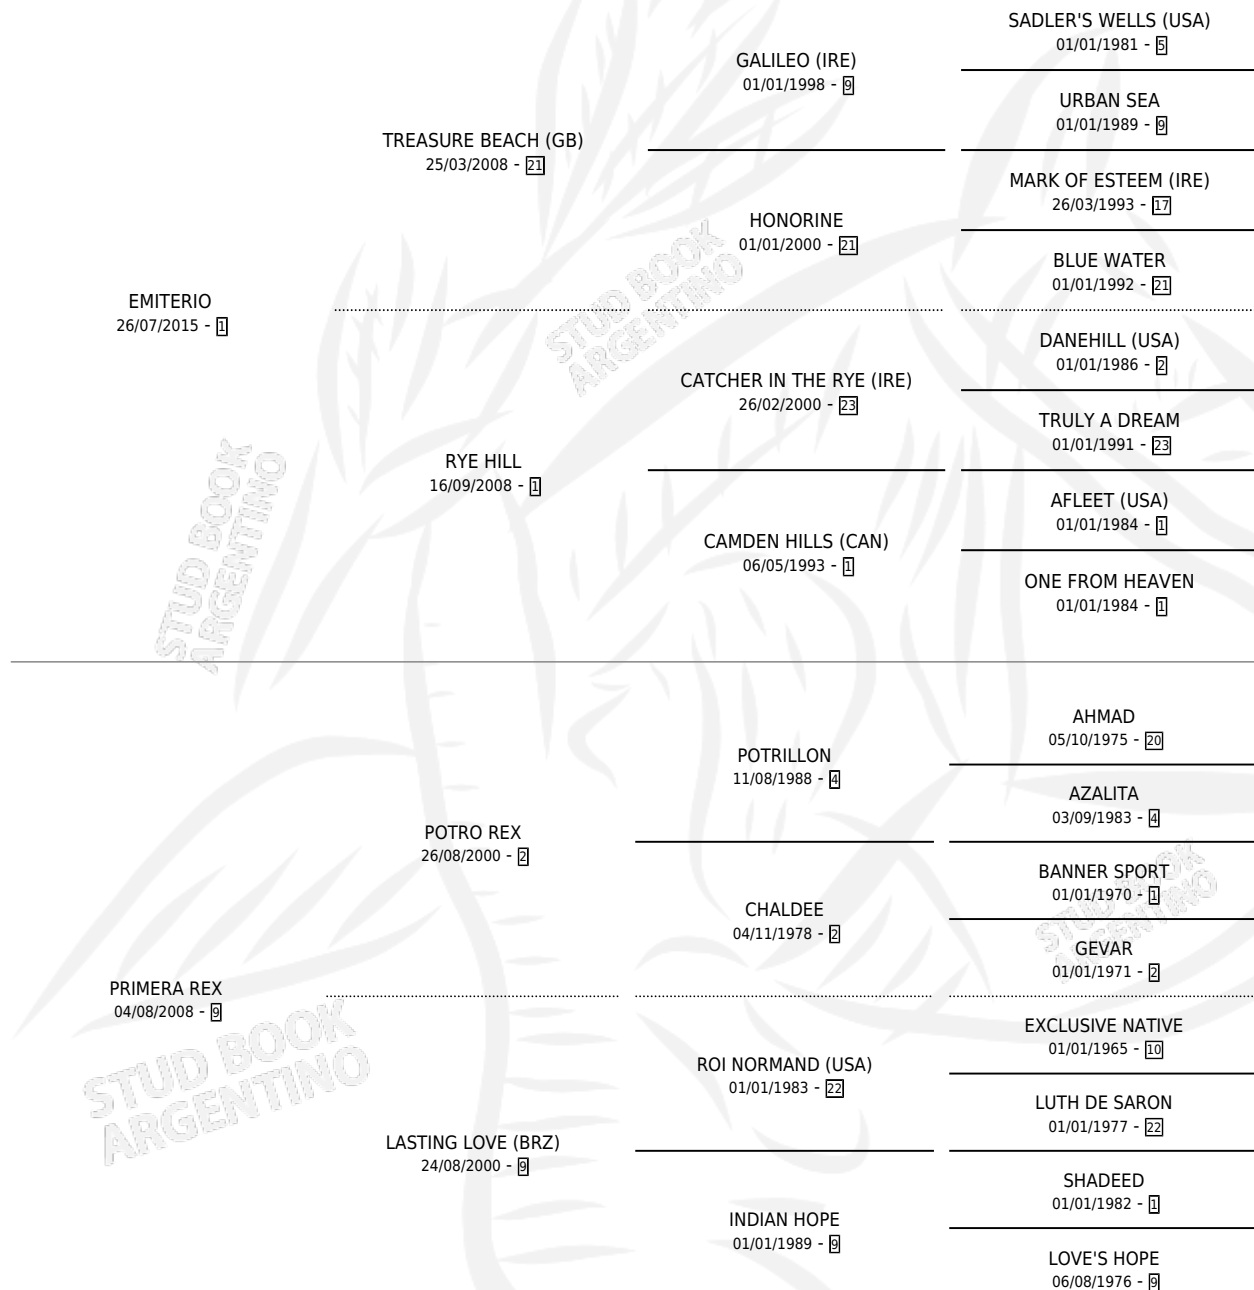 SADLER'S WELLS (USA)
01/01/1981 - 5
GALILEO (IRE)
01/01/1998 - 9
URBAN SEA
01/01/1989 - 9
TREASURE BEACH (GB)
25/03/2008 - 21
MARK OF ESTEEM (IRE)
26/03/1993 - 17
HONORINE
01/01/2000 - 21
BLUE WATER
01/01/1992 - 21
EMITERIO
26/07/2015 - 1
STUD BOOK
ARGENTINO
DANEHILL (USA)
01/01/1986 - 2
CATCHER IN THE RYE (IRE)
26/02/2000 - 23
TRULY A DREAM
01/01/1991 - 23
RYE HILL
16/09/2008 - 1
AFLEET (USA)
01/01/1984 - 1
CAMDEN HILLS (CAN)
06/05/1993 - 1
ONE FROM HEAVEN
01/01/1984 - 1
STUD BOOK
ARGENTINO
AHMAD
05/10/1975 - 20
POTRILLON
11/08/1988 - 4
AZALITA
03/09/1983 - 4
POTRO REX
26/08/2000 - 2
BANNER SPORT
01/01/1970 - 1
CHALDEE
04/11/1978 - 2
STUD BOOK
ARGENTINO
GEVAR
01/01/1971 - 2
PRIMERA REX
04/08/2008 - 9
EXCLUSIVE NATIVE
01/01/1965 - 10
ROI NORMAND (USA)
01/01/1983 - 22
STUD BOOK
ARGENTINO
LUTH DE SARON
01/01/1977 - 22
LASTING LOVE (BRZ)
24/08/2000 - 9
SHADEED
01/01/1982 - 1
INDIAN HOPE
01/01/1989 - 9
LOVE'S HOPE
06/08/1976 - 9